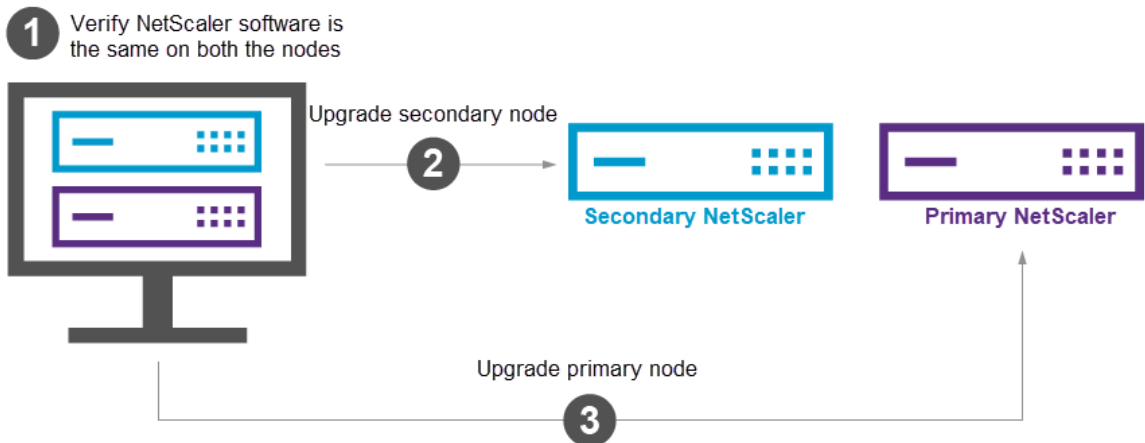 1
Verify NetScaler software is
the same on both the nodes
Upgrade secondary node
2
Secondary NetScaler
Primary NetScaler
Upgrade primary node
3